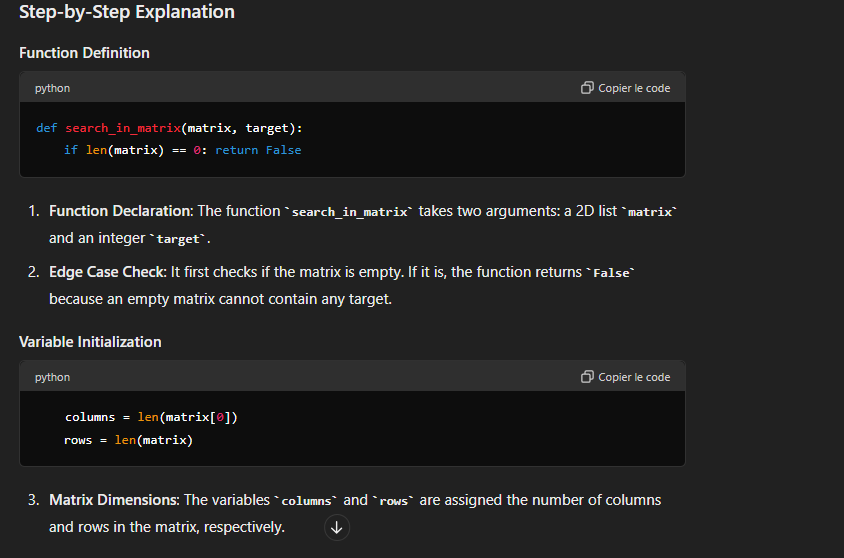 Step-by-Step Explanation
Function Definition
python Copier le code
def search_in_matrix(matrix, target):
    if len(matrix) == 0: return False
1. Function Declaration: The function `search_in_matrix` takes two arguments: a 2D list `matrix`
and an integer `target`.
2. Edge Case Check: It first checks if the matrix is empty. If it is, the function returns `False`
because an empty matrix cannot contain any target.
Variable Initialization
python Copier le code
    columns = len(matrix[0])
    rows = len(matrix)
3. Matrix Dimensions: The variables `columns` and `rows` are assigned the number of columns
and rows in the matrix, respectively.